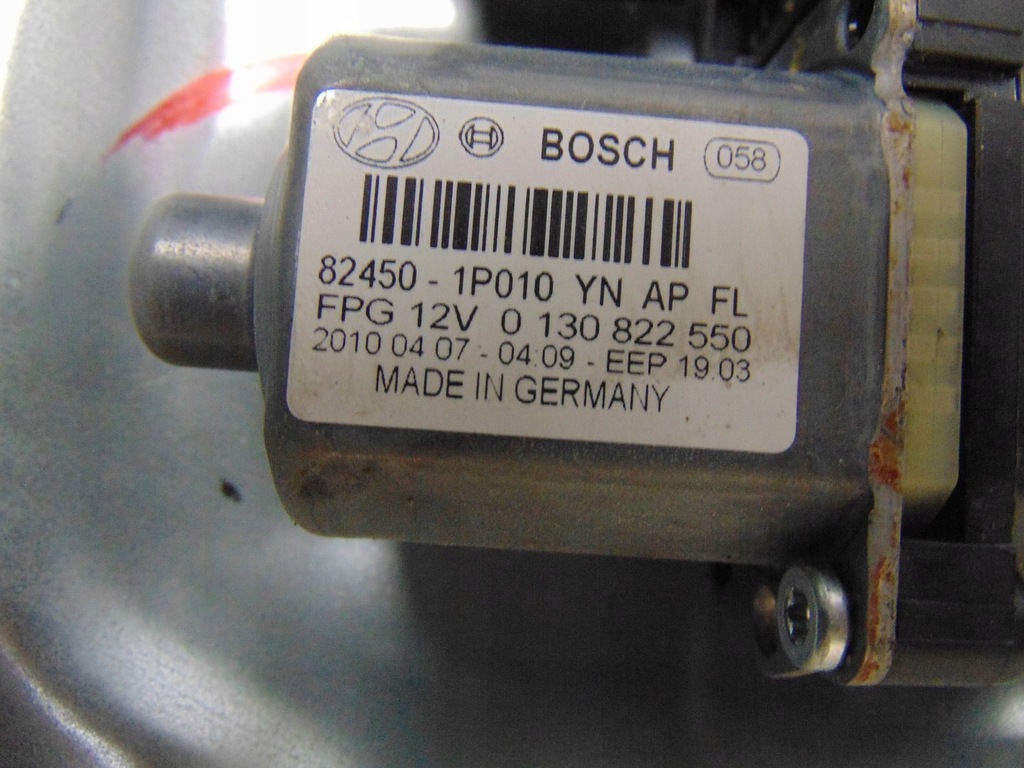 BOSCH 058
82450 - 1P010 YN AP FL
FPG 12V 0 130 822 550
2010 04 07 - 04:09 - EEP 19.03
MADE IN GERMANY